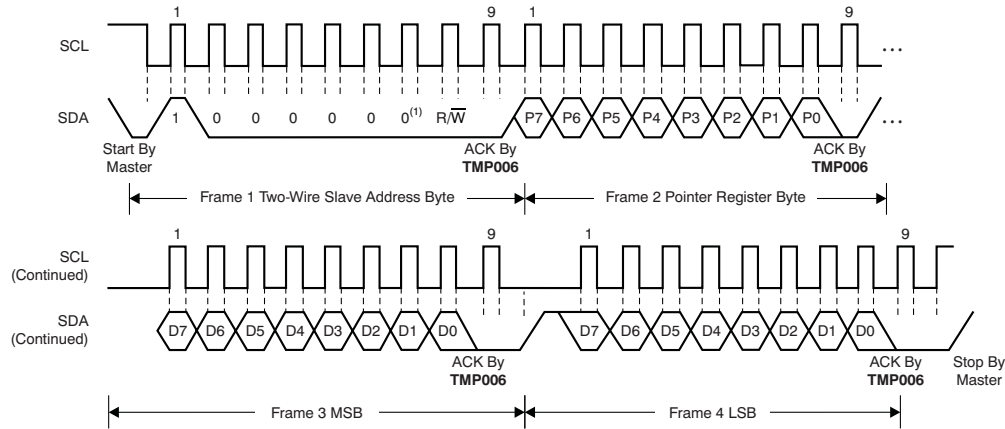 1 9 1 9
SCL ...
SDA 1 0 0 0 0 0 0(1) R/W P7 P6 P5 P4 P3 P2 P1 P0 ...
Start By
Master
ACK By
TMP006
ACK By
TMP006
Frame 1 Two-Wire Slave Address Byte
Frame 2 Pointer Register Byte
1 9 1 9
SCL
(Continued)
SDA
(Continued)
D7 D6 D5 D4 D3 D2 D1 D0 D7 D6 D5 D4 D3 D2 D1 D0
ACK By
TMP006
ACK By
TMP006
Stop By
Master
Frame 3 MSB
Frame 4 LSB